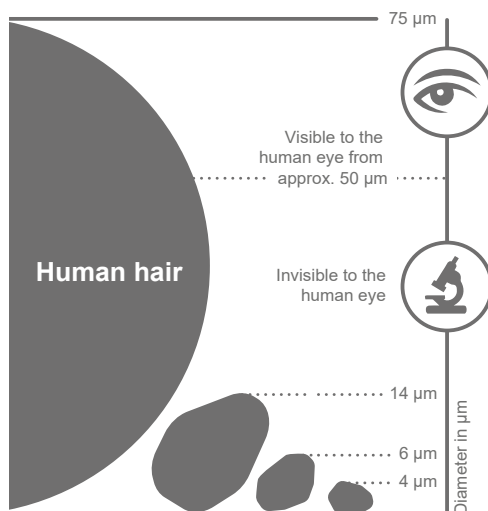 75 μm
Visible to the
human eye from
approx. 50 μm
Human hair
Invisible to the
human eye
14 μm
6 μm
4 μm
Diameter in μm